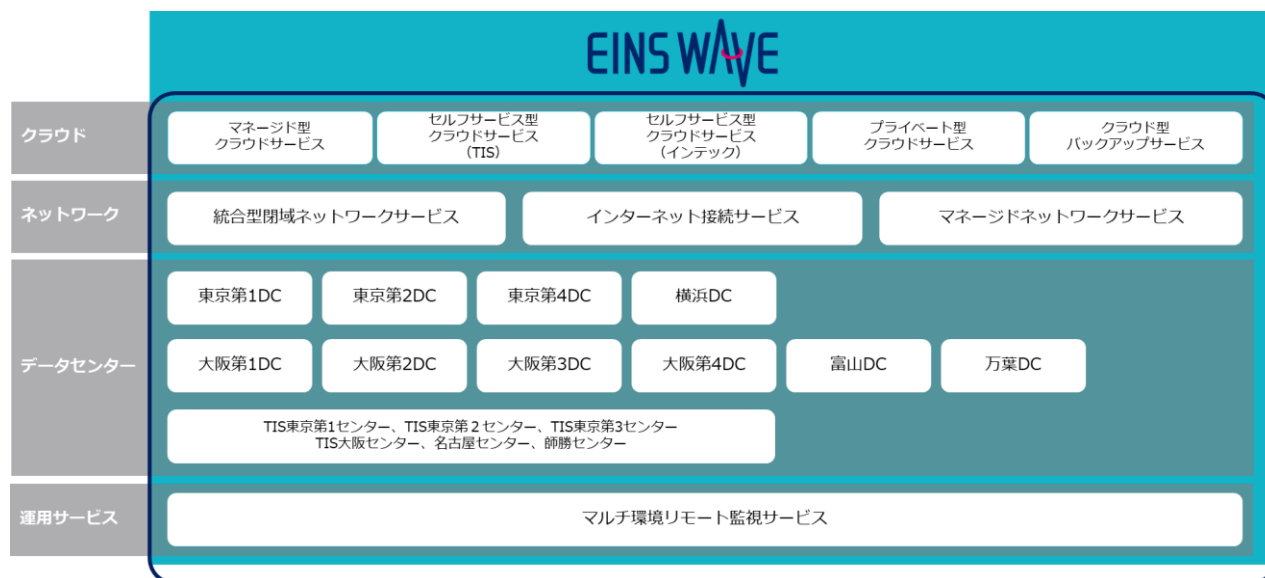 EINS WAVE
クラウド
マネージド型
クラウドサービス
セルフサービス型
クラウドサービス
（TIS）
セルフサービス型
クラウドサービス
（インテック）
プライベート型
クラウドサービス
クラウド型
バックアップサービス
ネットワーク
統合型閉域ネットワークサービス
インターネット接続サービス
マネージドネットワークサービス
データセンター
東京第1DC
東京第2DC
東京第4DC
横浜DC
大阪第1DC
大阪第2DC
大阪第3DC
大阪第4DC
富山DC
万葉DC
TIS東京第1センター、TIS東京第２センター、TIS東京第3センター
TIS大阪センター、名古屋センター、師勝センター
運用サービス
マルチ環境リモート監視サービス